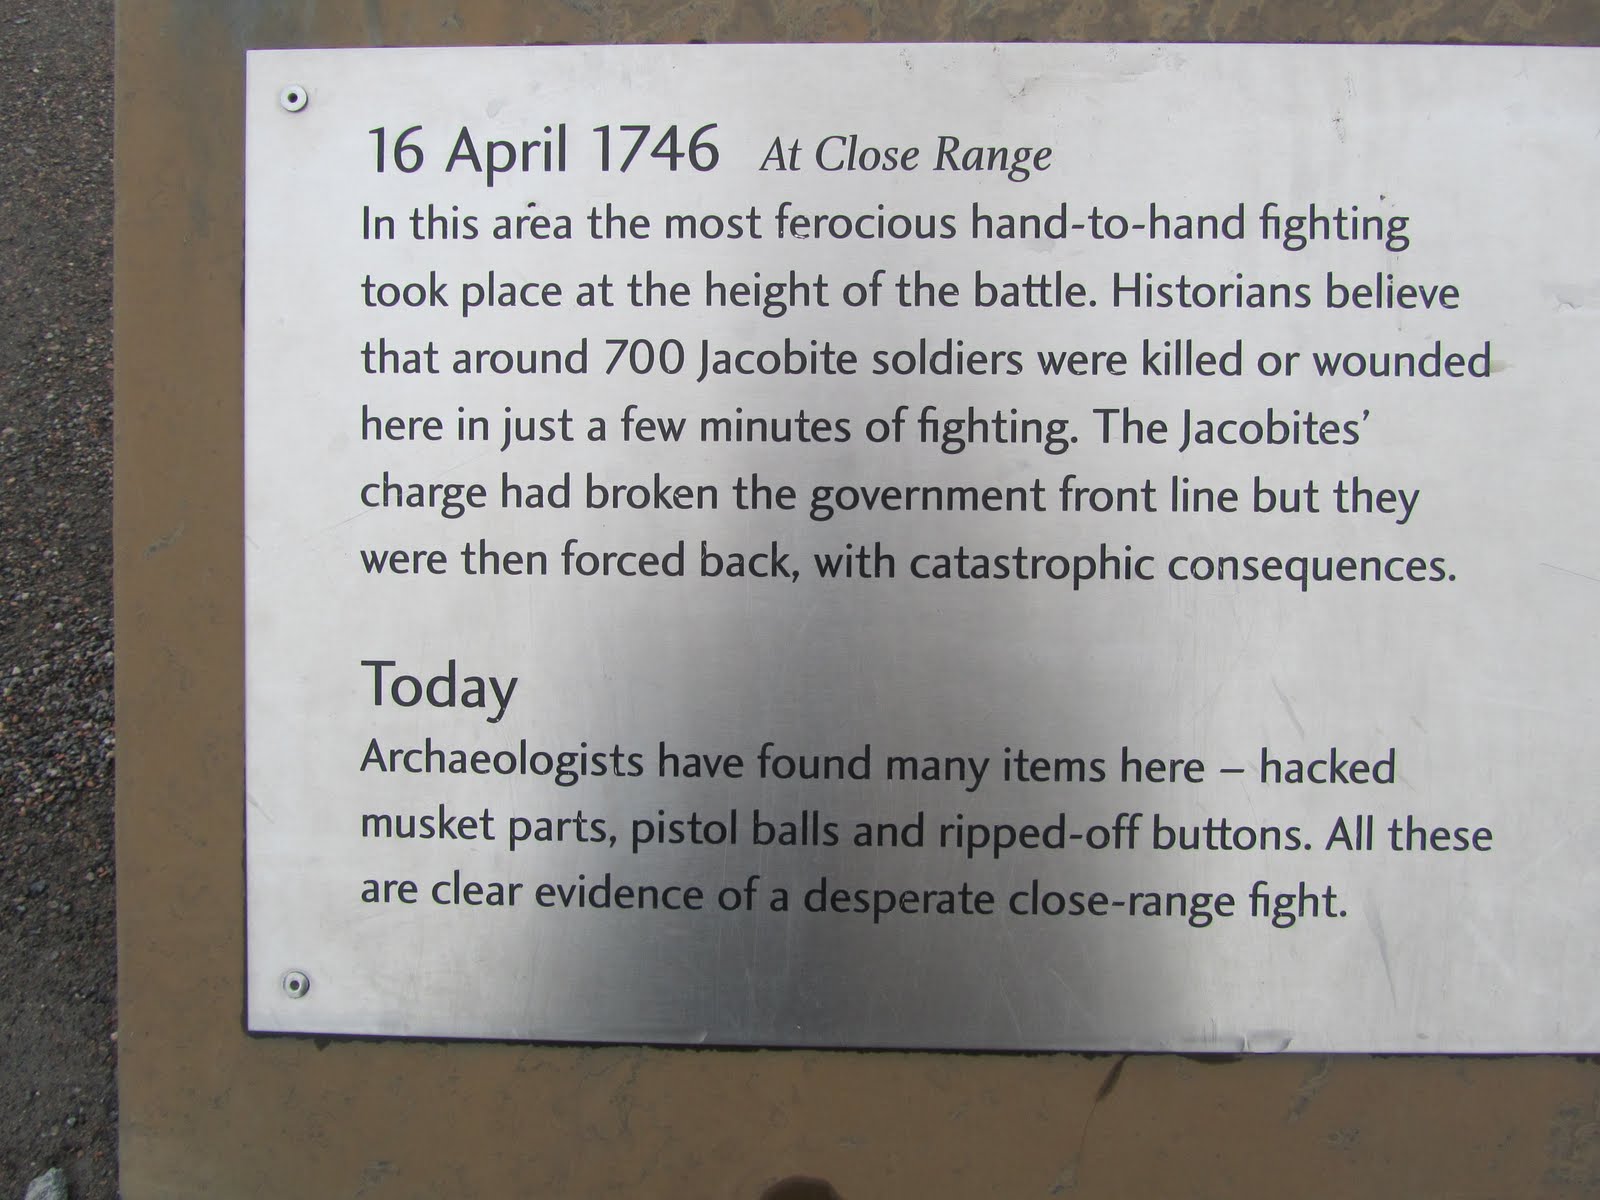 16 April 1746 At Close Range
In this area the most ferocious hand-to-hand fighting
took place at the height of the battle. Historians believe
that around 700 Jacobite soldiers were killed or wounded
here in just a few minutes of fighting. The Jacobites’
charge had broken the government front line but they
were then forced back, with catastrophic consequences.
Today
Archaeologists have found many items here – hacked
musket parts, pistol balls and ripped-off buttons. All these
are clear evidence of a desperate close-range fight.